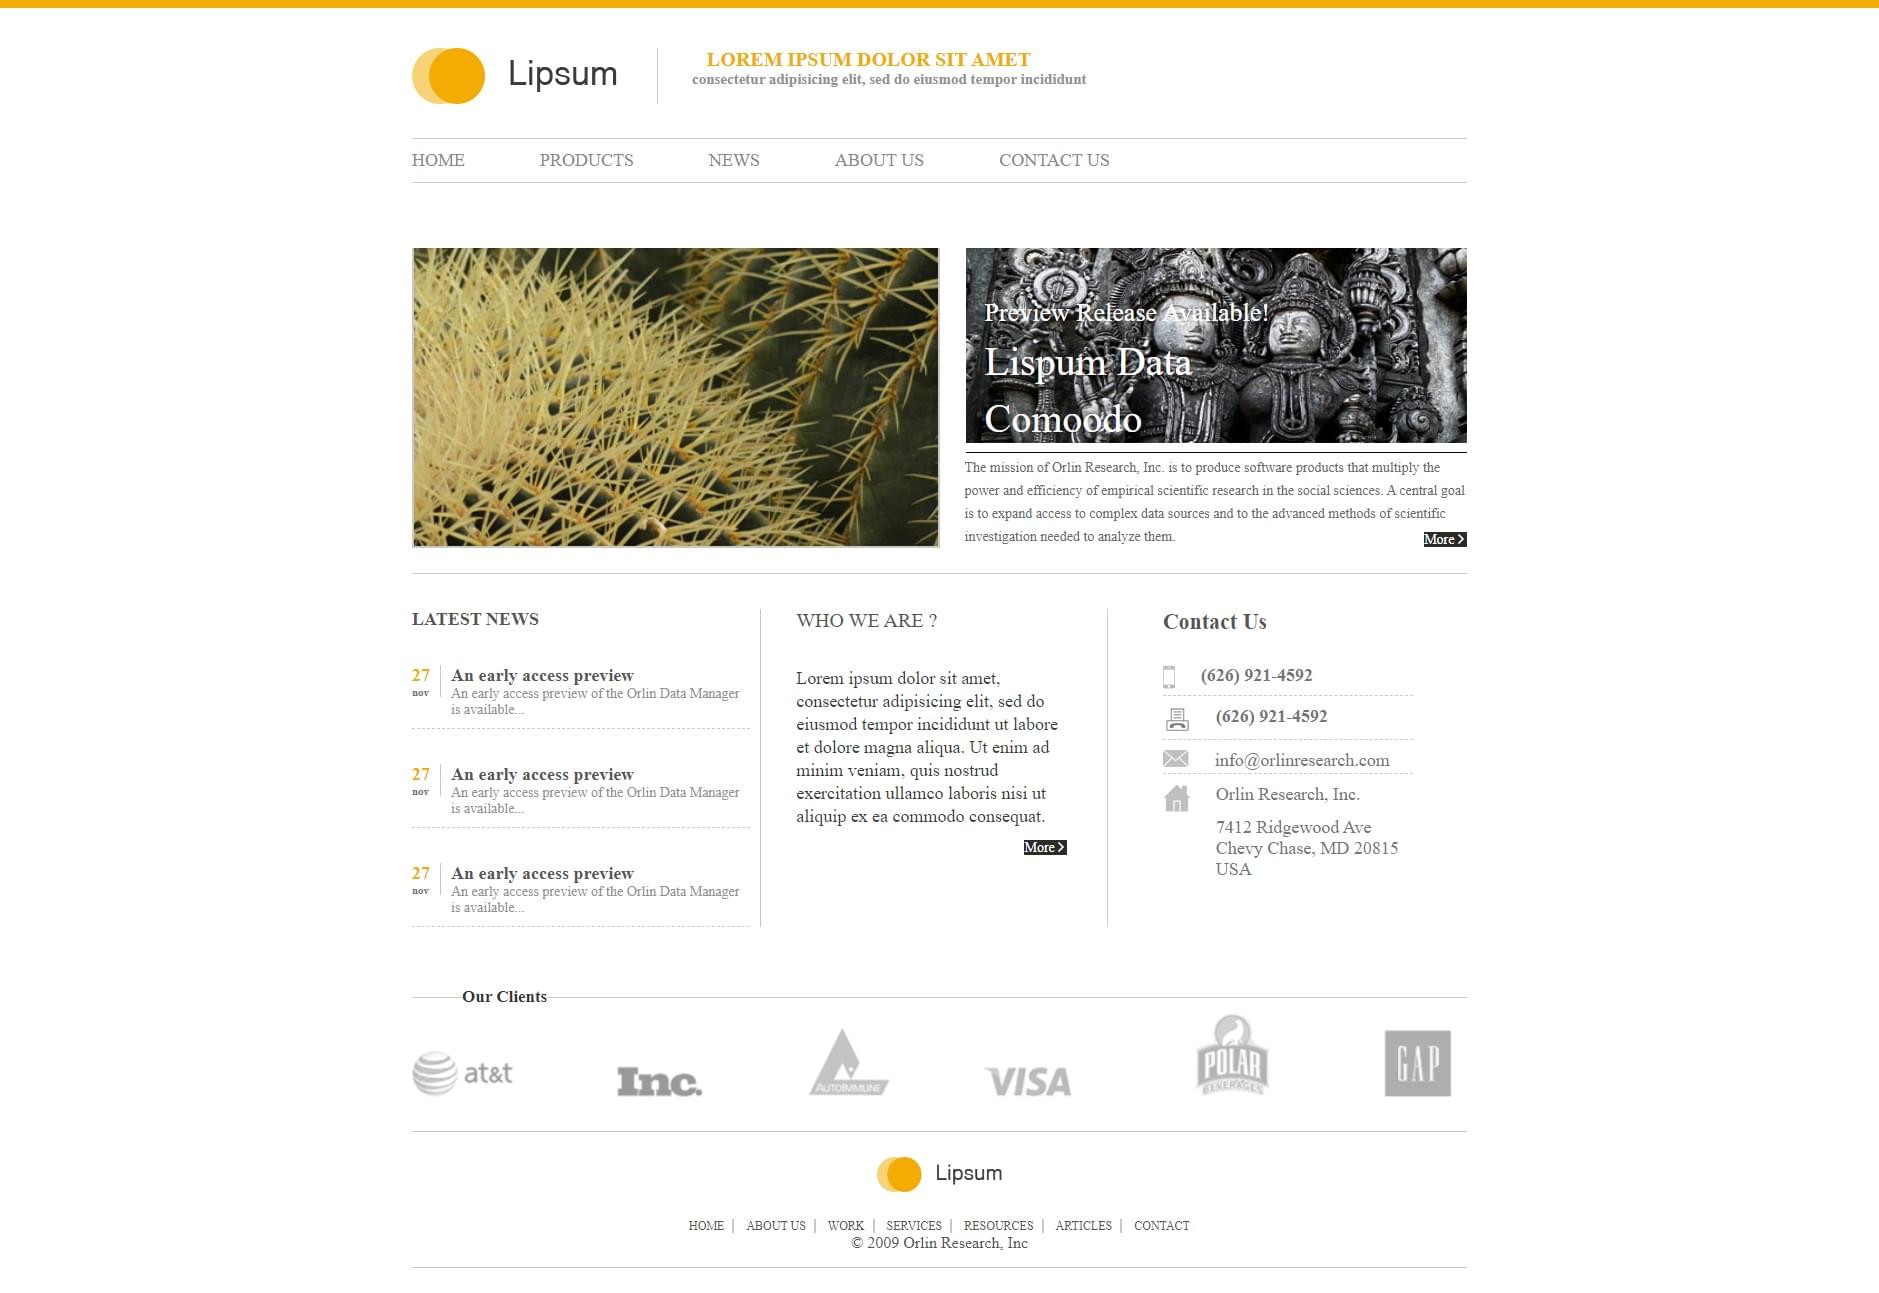 Lipsum
LOREM IPSUM DOLOR SIT AMET
consectetur adipisicing elit, sed do eiusmod tempor incididunt
HOME PRODUCTS NEWS ABOUT US CONTACT US
Preview Release Available!
Lispum Data
Comoodo
The mission of Orlin Research, Inc. is to produce software products that multiply the
power and efficiency of empirical scientific research in the social sciences. A central goal
is to expand access to complex data sources and to the advanced methods of scientific
investigation needed to analyze them.
More
LATEST NEWS
27
nov
An early access preview
An early access preview of the Orlin Data Manager
is available...
27
nov
An early access preview
An early access preview of the Orlin Data Manager
is available...
27
nov
An early access preview
An early access preview of the Orlin Data Manager
is available...
WHO WE ARE ?
Lorem ipsum dolor sit amet,
consectetur adipisicing elit, sed do
eiusmod tempor incididunt ut labore
et dolore magna aliqua. Ut enim ad
minim veniam, quis nostrud
exercitation ullamco laboris nisi ut
aliquip ex ea commodo consequat.
More
Contact Us
(626) 921-4592
(626) 921-4592
info@orlinresearch.com
Orlin Research, Inc.
7412 Ridgewood Ave
Chevy Chase, MD 20815
USA
Our Clients
at&t
Inc.
AUTOIMMUNE
VISA
POLAR
BEVERAGES
GAP
Lipsum
HOME | ABOUT US | WORK | SERVICES | RESOURCES | ARTICLES | CONTACT
© 2009 Orlin Research, Inc